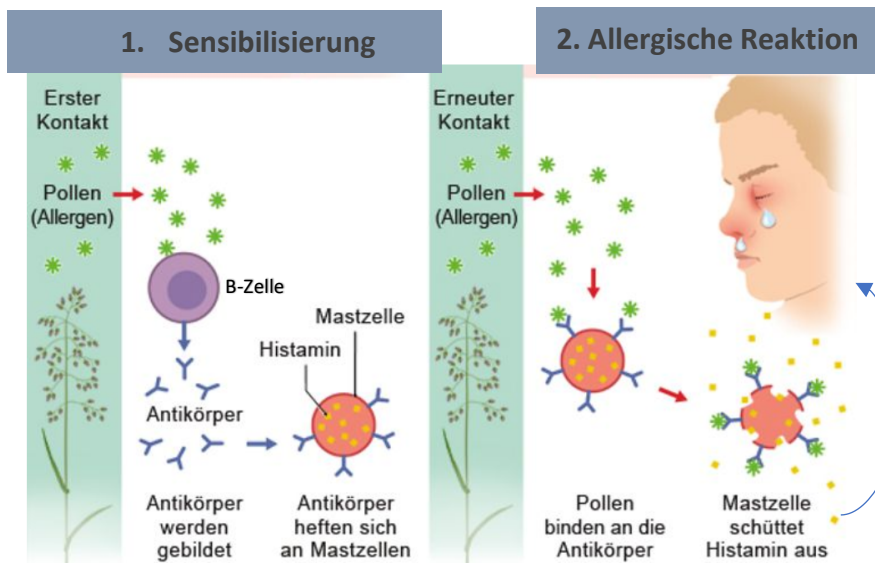 1. Sensibilisierung
Erster
Kontakt
Pollen
(Allergen)
B-Zelle
Mastzelle
Histamin
Antikörper
Antikörper
werden
gebildet
Antikörper
heften sich
an Mastzellen
2. Allergische Reaktion
Erneuter
Kontakt
Pollen
(Allergen)
Pollen
binden an die
Antikörper
Mastzelle
schüttet
Histamin aus